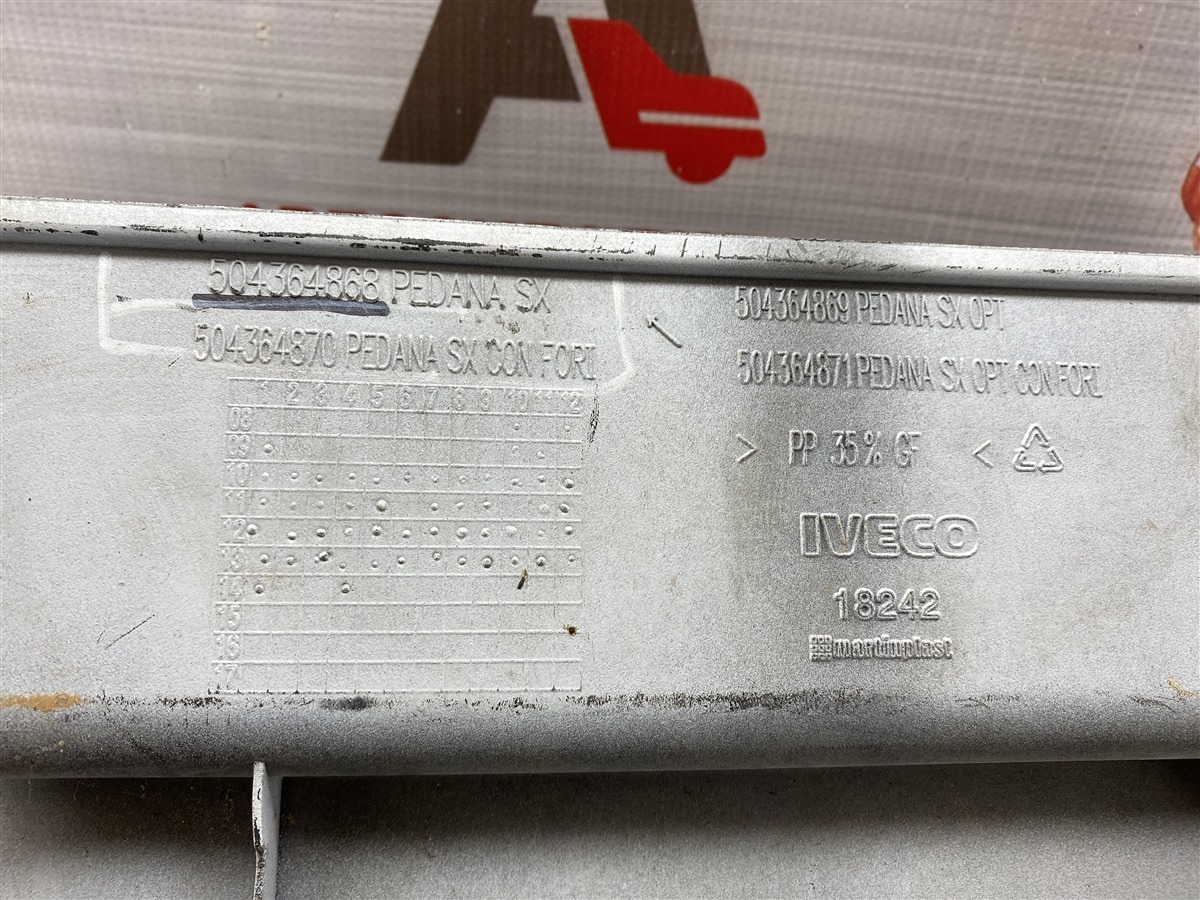 504364868 PEDANA SX
504364870 PEDANA SX CON FORI
1 2 3 4 5 6 7 8 9 10 11 12
08
09
10
11
12
13
14
15
16
17
504364869 PEDANA SX OPT
504364871 PEDANA SX OPT CON FORI
> PP 35% GF <
IVECO
18242
martinplast